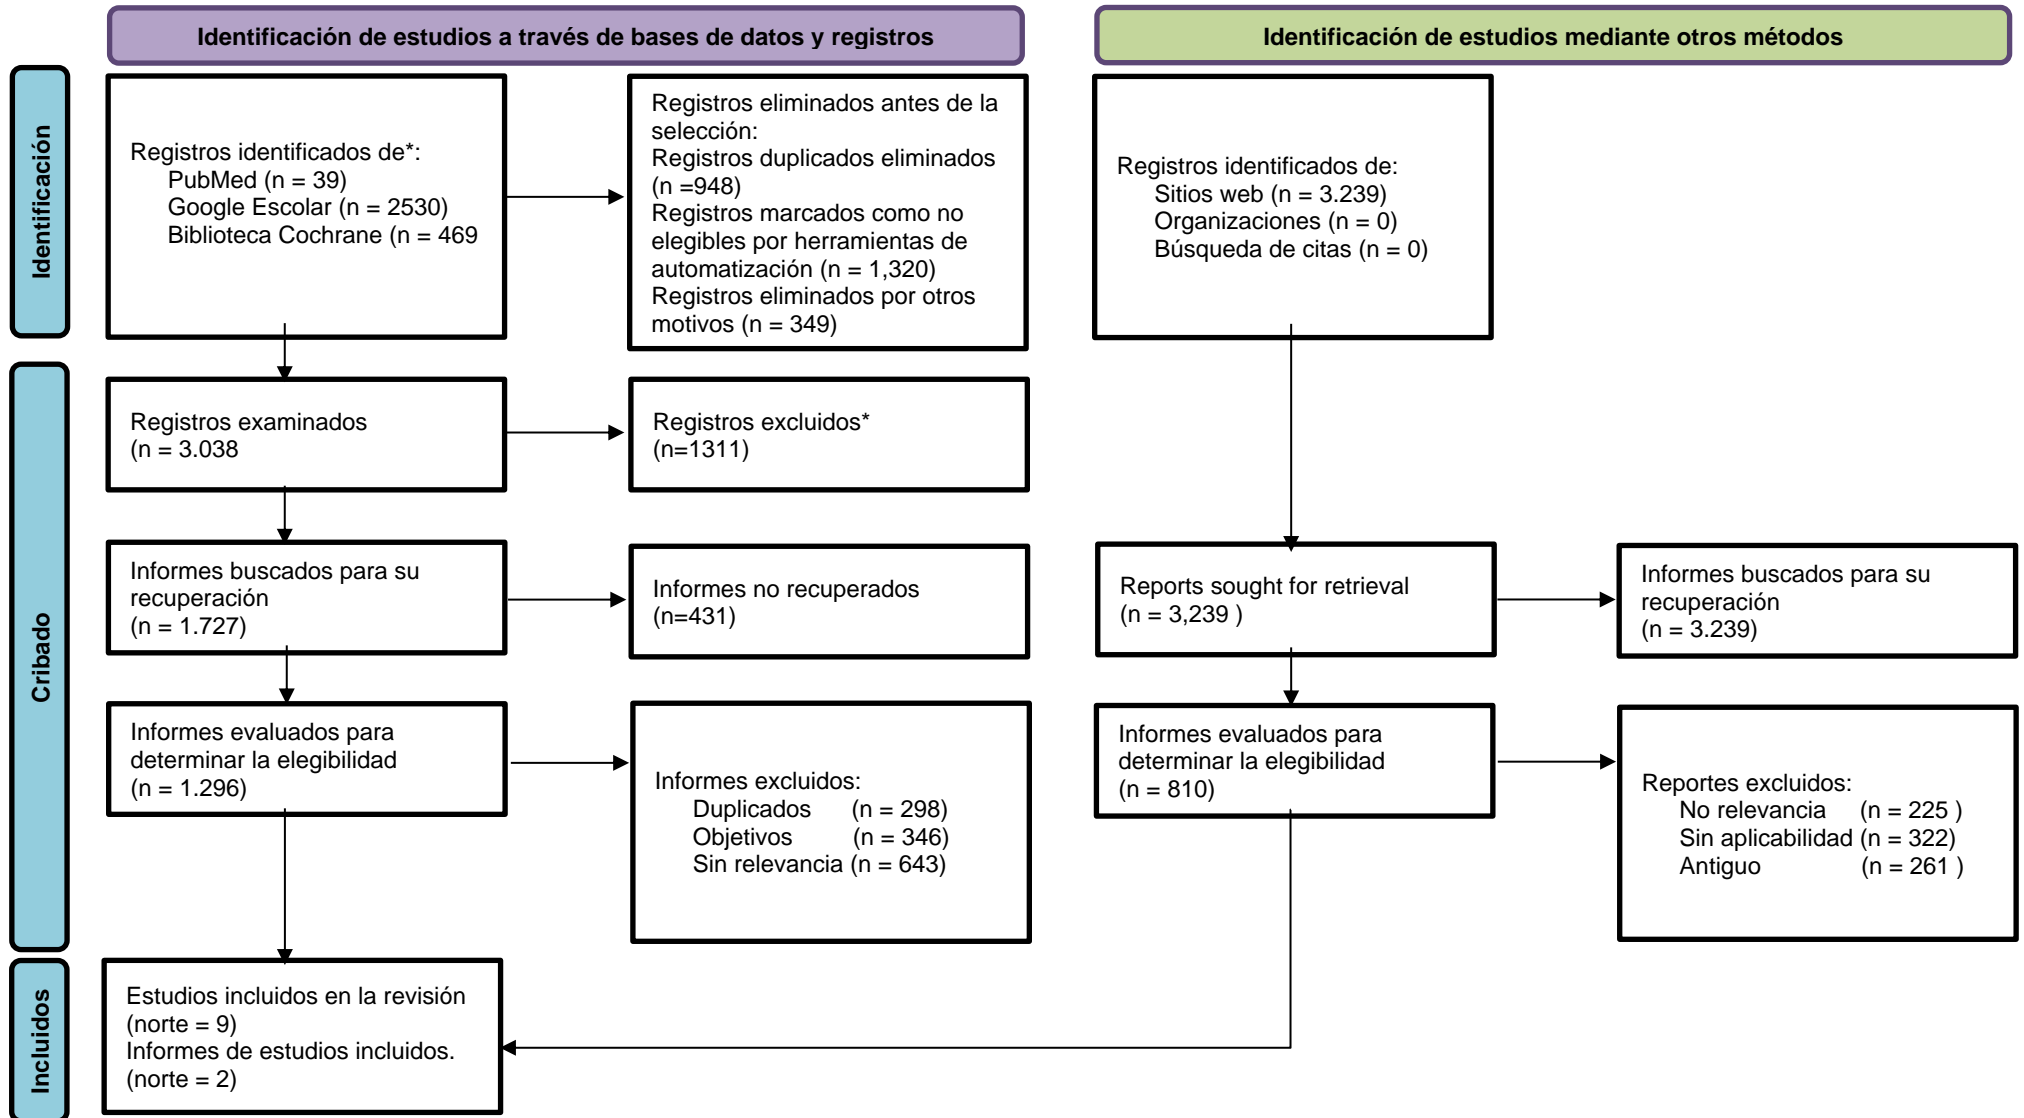 Identificación de estudios a través de bases de datos y registros
Identificación de estudios mediante otros métodos
Identificación
Registros identificados de*:
PubMed (n = 39)
Google Escolar (n = 2530)
Biblioteca Cochrane (n = 469
Registros eliminados antes de la
selección:
Registros duplicados eliminados
(n =948)
Registros marcados como no
elegibles por herramientas de
automatización (n = 1,320)
Registros eliminados por otros
motivos (n = 349)
Registros identificados de:
Sitios web (n = 3.239)
Organizaciones (n = 0)
Búsqueda de citas (n = 0)
Cribado
Registros examinados
(n = 3.038
Registros excluidos*
(n=1311)
Informes buscados para su
recuperación
(n = 1.727)
Informes no recuperados
(n=431)
Reports sought for retrieval
(n = 3,239 )
Informes buscados para su
recuperación
(n = 3.239)
Informes evaluados para
determinar la elegibilidad
(n = 1.296)
Informes excluidos:
Duplicados (n = 298)
Objetivos (n = 346)
Sin relevancia (n = 643)
Informes evaluados para
determinar la elegibilidad
(n = 810)
Reportes excluidos:
No relevancia (n = 225 )
Sin aplicabilidad (n = 322)
Antiguo (n = 261 )
Incluidos
Estudios incluidos en la revisión
(norte = 9)
Informes de estudios incluidos.
(norte = 2)